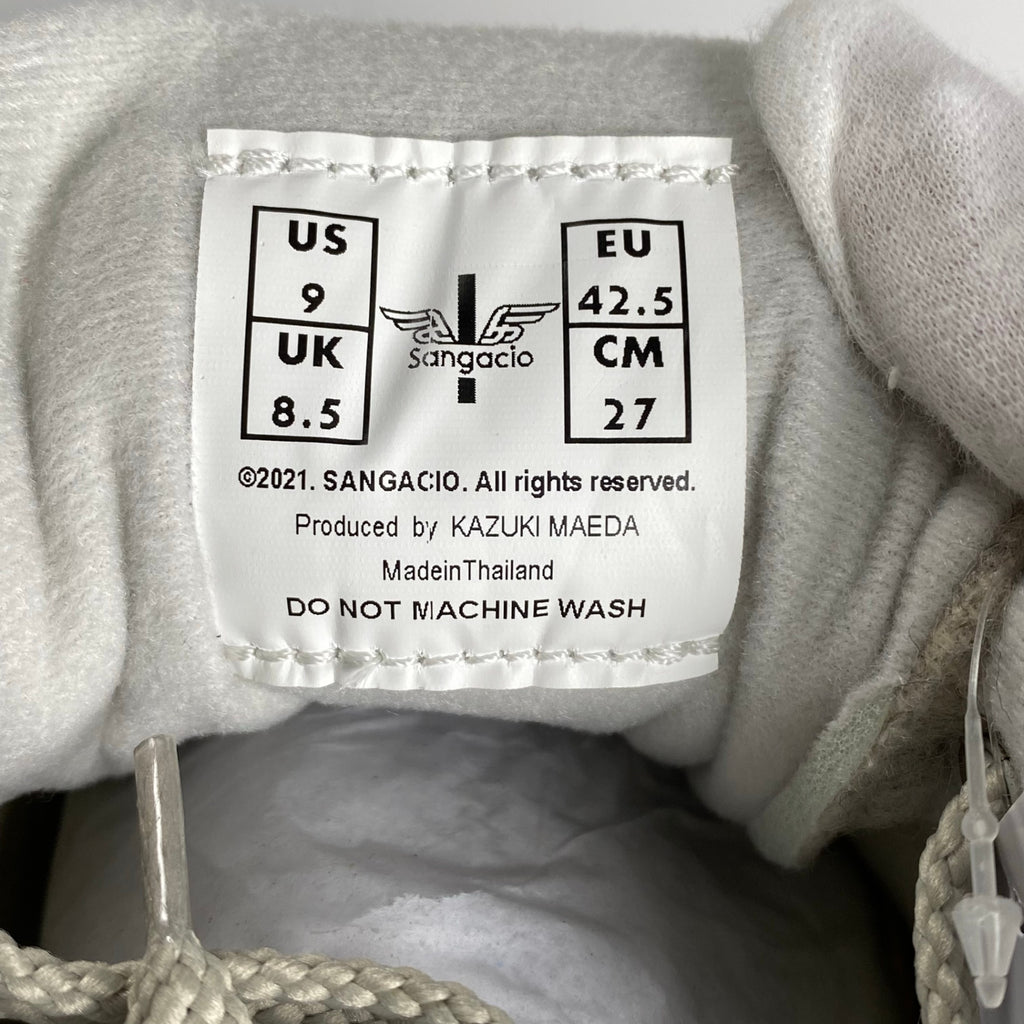 US
9
UK
8.5
Sangacio
EU
42.5
CM
27
©2021. SANGACIO. All rights reserved.
Produced by KAZUKI MAEDA
MadeinThailand
DO NOT MACHINE WASH